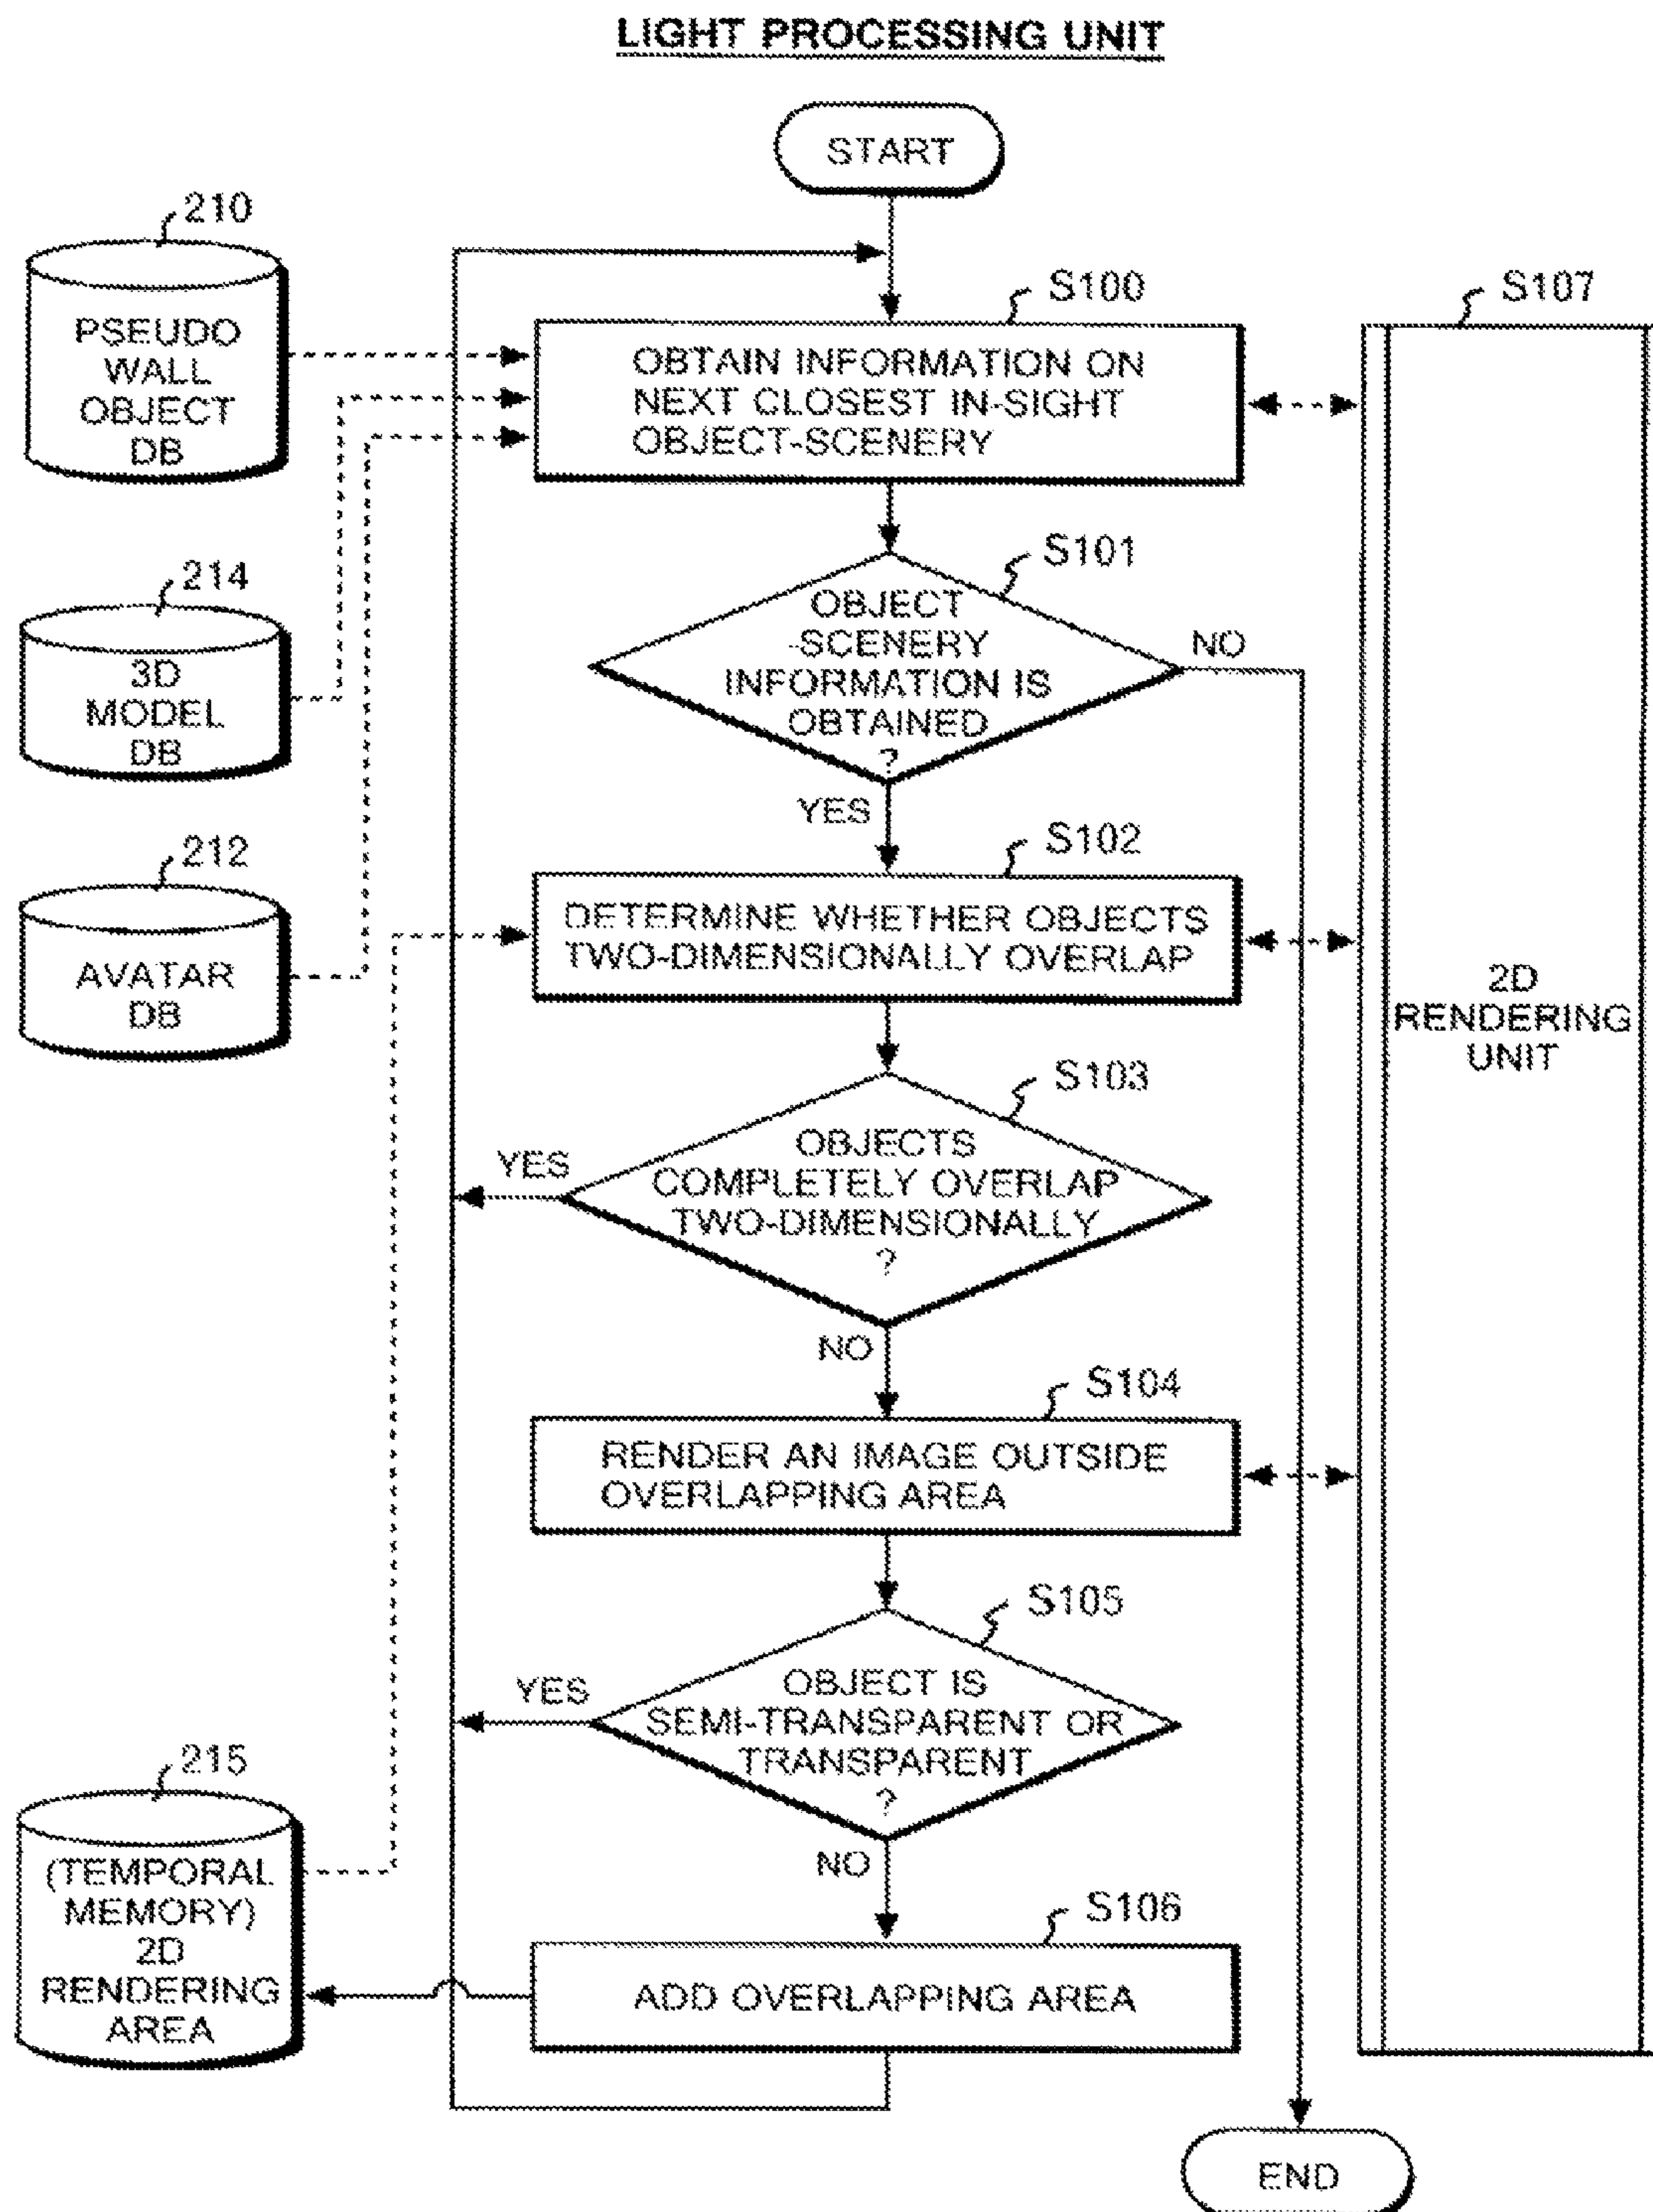 LIGHT PROCESSING UNIT
START
210
PSEUDO
WALL
OBJECT
DB
S100
OBTAIN INFORMATION ON
NEXT CLOSEST IN-SIGHT
OBJECT-SCENERY
S107
2D
RENDERING
UNIT
214
3D
MODEL
DB
S101
OBJECT
-SCENERY
INFORMATION IS
OBTAINED
?
NO
YES
212
AVATAR
DB
S102
DETERMINE WHETHER OBJECTS
TWO-DIMENSIONALLY OVERLAP
S103
OBJECTS
COMPLETELY OVERLAP
TWO-DIMENSIONALLY
?
YES
NO
S104
RENDER AN IMAGE OUTSIDE
OVERLAPPING AREA
S105
OBJECT IS
SEMI-TRANSPARENT OR
TRANSPARENT
?
YES
NO
215
(TEMPORAL
MEMORY)
2D
RENDERING
AREA
S106
ADD OVERLAPPING AREA
END